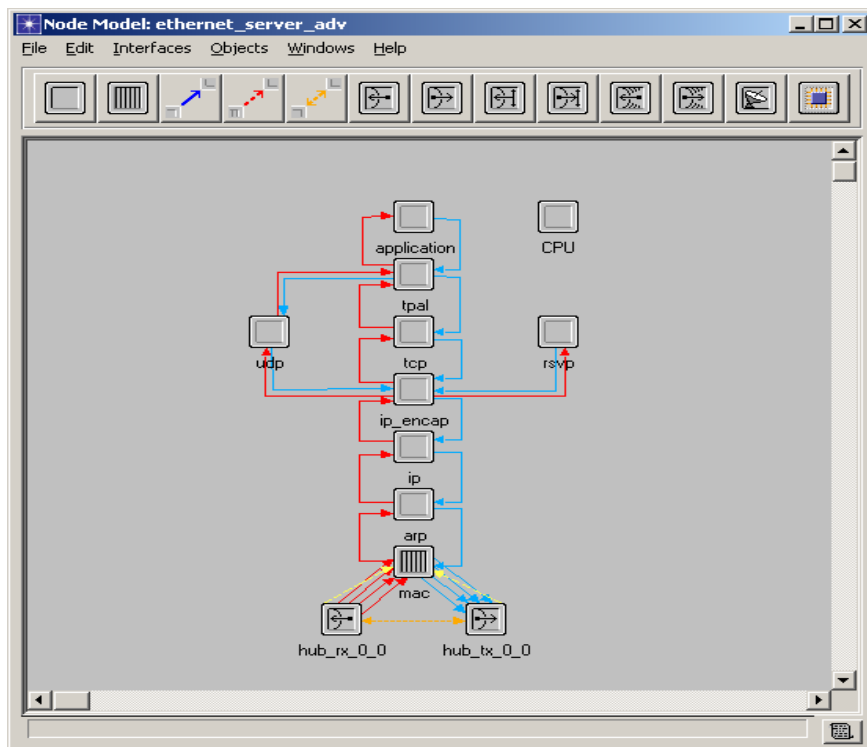 Node Model: ethernet_server_adv
File Edit Interfaces Objects Windows Help
application CPU
tpal
udp tcp rsvp
ip_encap
ip
arp
mac
hub_rx_0_0 hub_tx_0_0